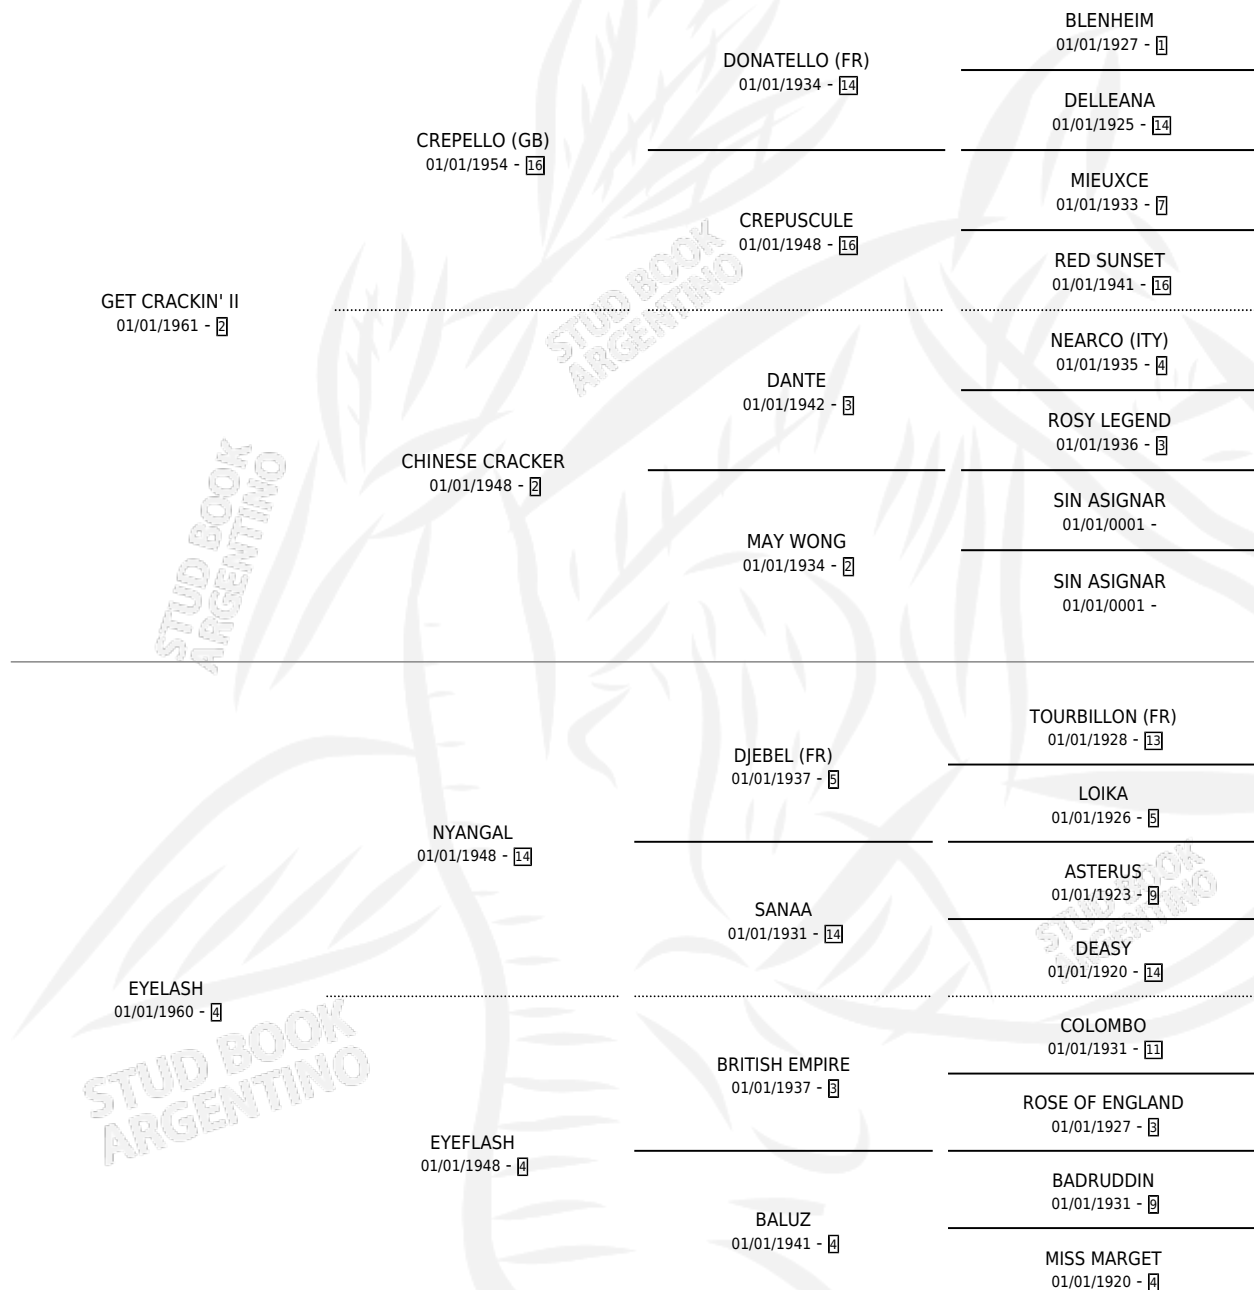 BLENHEIM
01/01/1927 - 1
DONATELLO (FR)
01/01/1934 - 14
DELLEANA
01/01/1925 - 14
CREPELLO (GB)
01/01/1954 - 16
MIEUXCE
01/01/1933 - 7
CREPUSCULE
01/01/1948 - 16
RED SUNSET
01/01/1941 - 16
GET CRACKIN' II
01/01/1961 - 2
STUD BOOK
ARGENTINO
NEARCO (ITY)
01/01/1935 - 4
DANTE
01/01/1942 - 3
ROSY LEGEND
01/01/1936 - 3
CHINESE CRACKER
01/01/1948 - 2
SIN ASIGNAR
01/01/0001 -
MAY WONG
01/01/1934 - 2
SIN ASIGNAR
01/01/0001 -
STUD BOOK
ARGENTINO
TOURBILLON (FR)
01/01/1928 - 13
DJEBEL (FR)
01/01/1937 - 5
LOIKA
01/01/1926 - 5
NYANGAL
01/01/1948 - 14
ASTERUS
01/01/1923 - 9
SANAA
01/01/1931 - 14
DEASY
01/01/1920 - 14
STUD BOOK
ARGENTINO
EYELASH
01/01/1960 - 4
COLOMBO
01/01/1931 - 11
BRITISH EMPIRE
01/01/1937 - 3
ROSE OF ENGLAND
01/01/1927 - 3
STUD BOOK
ARGENTINO
EYEFLASH
01/01/1948 - 4
BADRUDDIN
01/01/1931 - 9
BALUZ
01/01/1941 - 4
MISS MARGET
01/01/1920 - 4